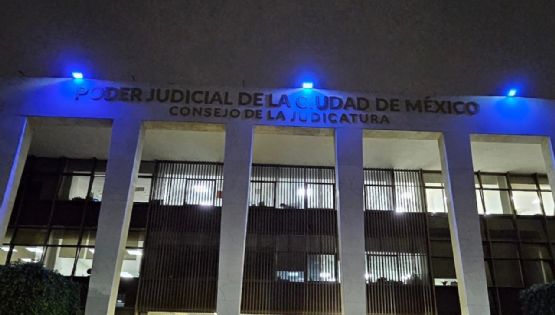 PODER JUDICIAL DE LA CIUDAD DE MÉXICO
CONSEJO DE LA JUDICATURA